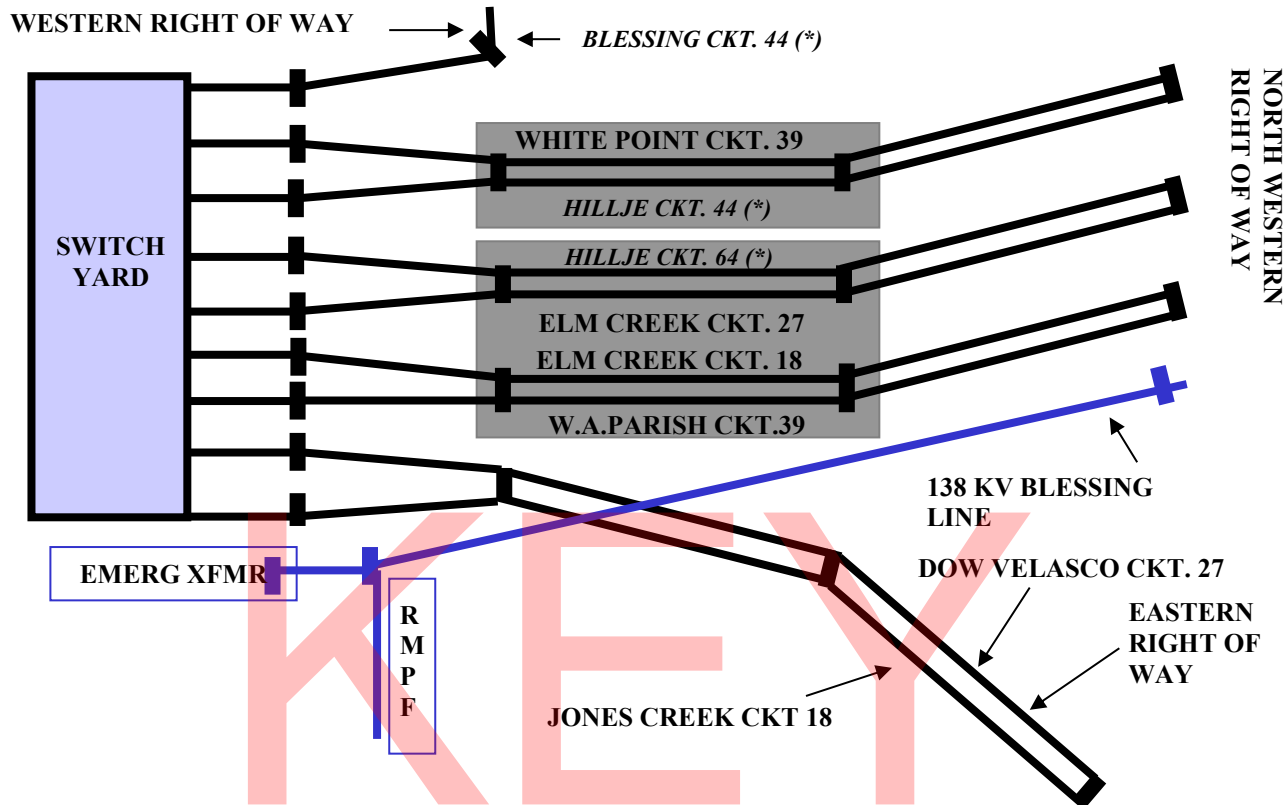 WESTERN RIGHT OF WAY
BLESSING CKT. 44 (*)
NORTH WESTERN
RIGHT OF WAY
WHITE POINT CKT. 39
HILLJE CKT. 44 (*)
SWITCH
YARD
HILLJE CKT. 64 (*)
ELM CREEK CKT. 27
ELM CREEK CKT. 18
W.A.PARISH CKT.39
138 KV BLESSING
LINE
EMERG XFMR
DOW VELASCO CKT. 27
R
M
P
F
EASTERN
RIGHT OF
WAY
JONES CREEK CKT 18
KEY